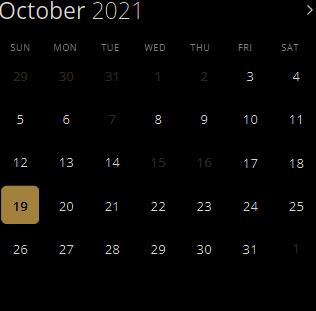 October 2021
SUN MON TUE WED THU FRI SAT
29 30 31 1 2 3 4
5 6 7 8 9 10 11
12 13 14 15 16 17 18
19 20 21 22 23 24 25
26 27 28 29 30 31 1